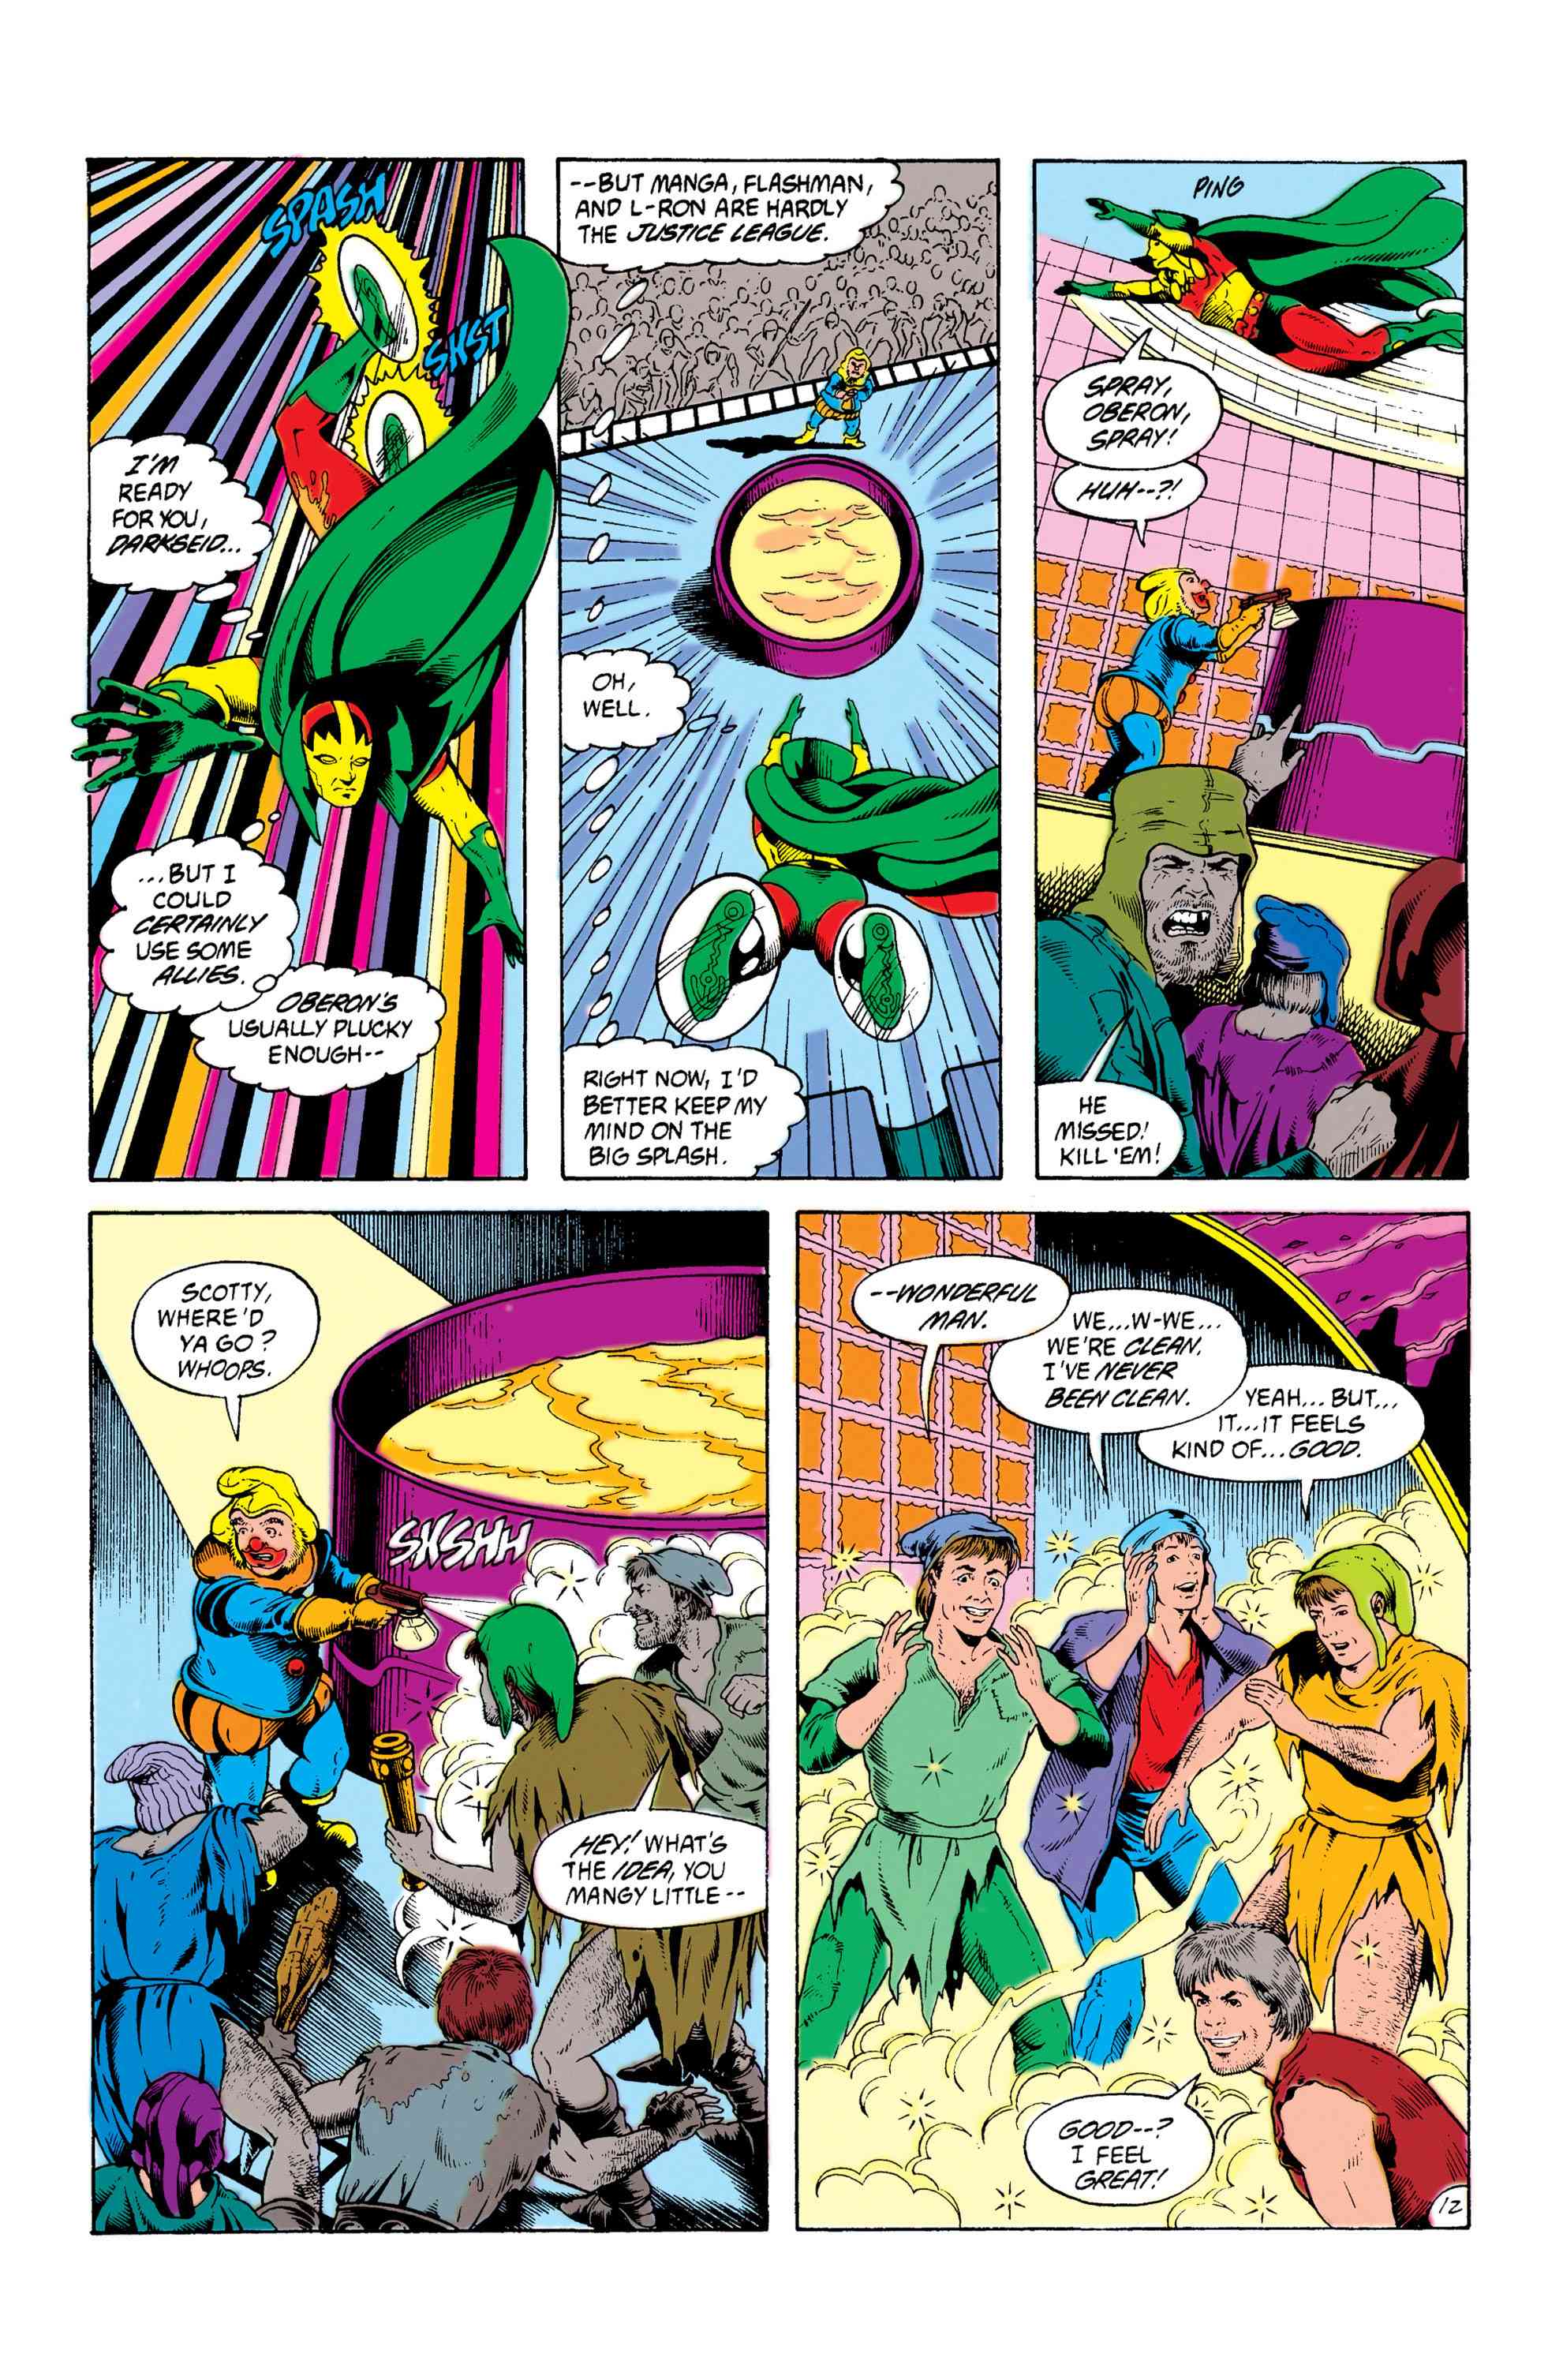 SPASH
SHST
I'M
READY
FOR YOU,
DARKSEID...
...BUT I
COULD
CERTAINLY
USE SOME
ALLIES.
OBERON'S
USUALLY PLUCKY
ENOUGH--
--BUT MANGA, FLASHMAN,
AND L-RON ARE HARDLY
THE JUSTICE LEAGUE.
OH,
WELL.
RIGHT NOW, I'D
BETTER KEEP MY
MIND ON THE
BIG SPLASH.
PING
SPRAY,
OBERON,
SPRAY!
HUH--?!
HE
MISSED!
KILL 'EM!
SCOTTY,
WHERE'D
YA GO?
WHOOPS.
SHSHH
HEY! WHAT'S
THE IDEA, YOU
MANGY LITTLE--
--WONDERFUL
MAN.
WE...W-WE...
WE'RE CLEAN.
I'VE NEVER
BEEN CLEAN.
YEAH...BUT...
IT...IT FEELS
KIND OF...GOOD.
GOOD--?
I FEEL
GREAT!
12